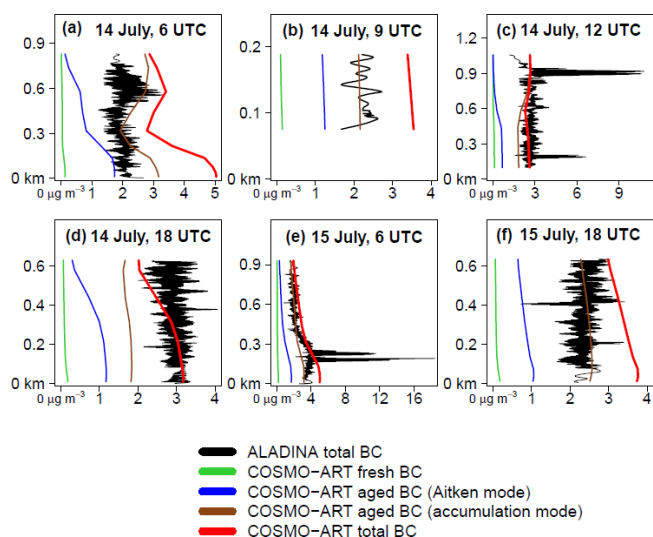 (a) 14 July, 6 UTC
0.9
0.6
0.3
0 km
0 µg m−3 1 2 3 4 5
(b) 14 July, 9 UTC
0.2
0.1
0 km
0 µg m−3 1 2 3 4
(c) 14 July, 12 UTC
1.2
0.9
0.6
0.3
0 km
0 µg m−3 3 6 9
(d) 14 July, 18 UTC
0.6
0.4
0.2
0 km
0 µg m−3 1 2 3 4
(e) 15 July, 6 UTC
0.9
0.6
0.3
0 km
0 µg m−3 4 8 12 18
(f) 15 July, 18 UTC
0.6
0.4
0.2
0 km
0 µg m−3 1 2 3 4
ALADINA total BC
COSMO−ART fresh BC
COSMO−ART aged BC (Aitken mode)
COSMO−ART aged BC (accumulation mode)
COSMO−ART total BC